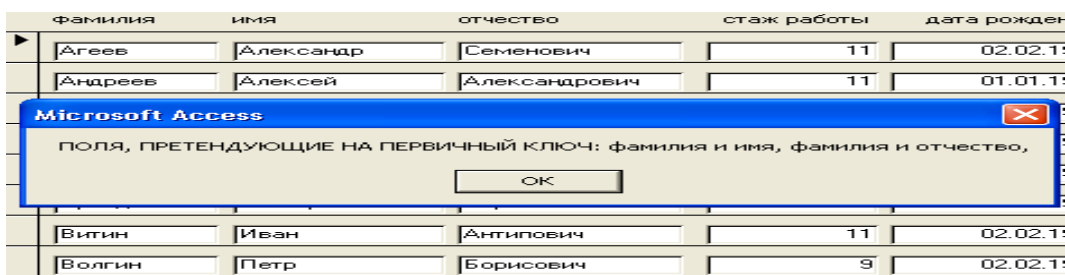 фамилия имя отчество стаж работы дата рожден
Агеев Александр Семенович 11 02.02.1
Андреев Алексей Александрович 11 01.01.1
Microsoft Access
ПОЛЯ, ПРЕТЕНДУЮЩИЕ НА ПЕРВИЧНЫЙ КЛЮЧ: фамилия и имя, фамилия и отчество,
ОК
Витин Иван Антипович 11 02.02.1
Волгин Петр Борисович 9 02.02.1